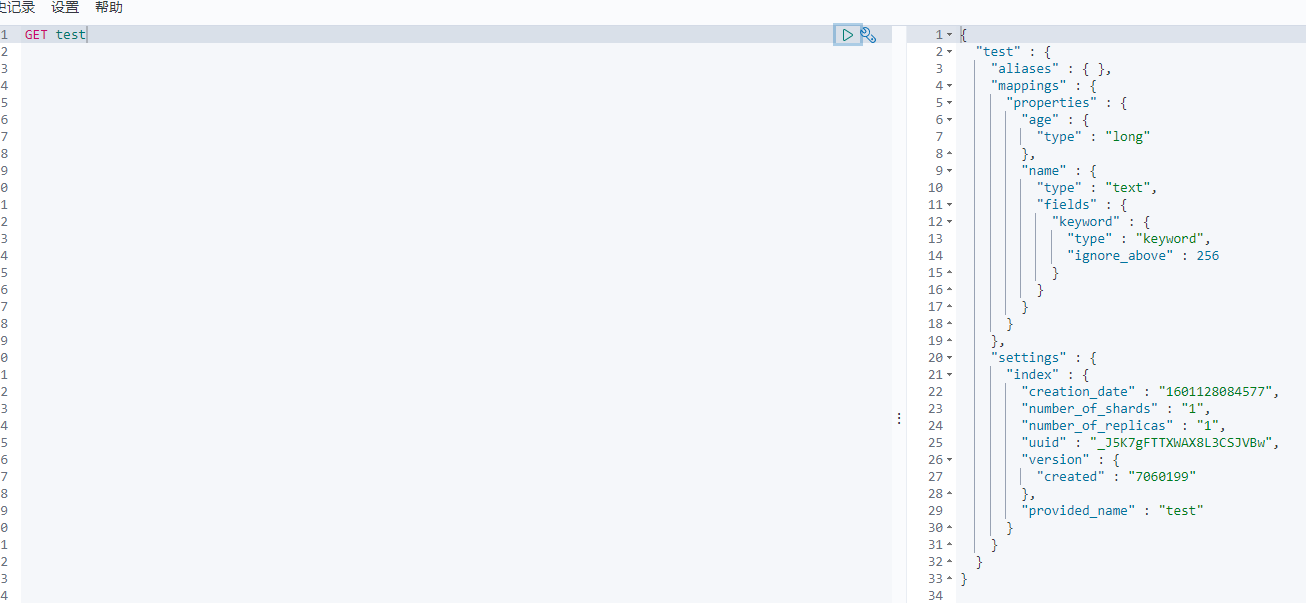 史记录 设置 帮助
1 GET test
2
3
4
5
6
7
8
9
0
1
2
3
4
5
6
7
8
9
0
1
2
3
4
5
6
7
8
9
0
1
2
3
4
1 {
2 "test" : {
3 "aliases" : { },
4 "mappings" : {
5 "properties" : {
6 "age" : {
7 "type" : "long"
8 },
9 "name" : {
10 "type" : "text",
11 "fields" : {
12 "keyword" : {
13 "type" : "keyword",
14 "ignore_above" : 256
15 }
16 }
17 }
18 }
19 },
20 "settings" : {
21 "index" : {
22 "creation_date" : "1601128084577",
23 "number_of_shards" : "1",
24 "number_of_replicas" : "1",
25 "uuid" : "_J5K7gFTTXWAX8L3CSJVBw",
26 "version" : {
27 "created" : "7060199"
28 },
29 "provided_name" : "test"
30 }
31 }
32 }
33 }
34